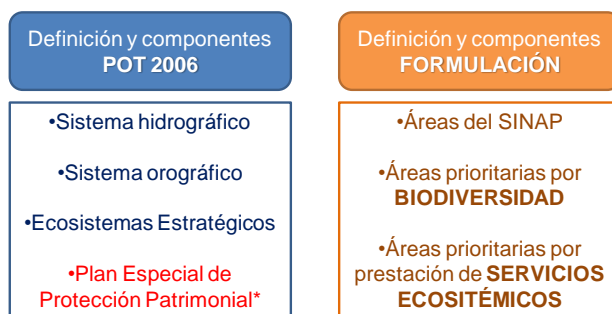 Definición y componentes
POT 2006
•Sistema hidrográfico
•Sistema orográfico
•Ecosistemas Estratégicos
•Plan Especial de
Protección Patrimonial*
Definición y componentes
FORMULACIÓN
•Áreas del SINAP
•Áreas prioritarias por
BIODIVERSIDAD
•Áreas prioritarias por
prestación de SERVICIOS
ECOSITÉMICOS